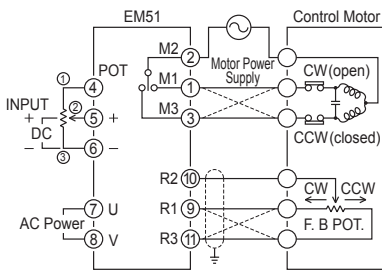 EM51
Control Motor
POT
M2
2
Motor Power
Supply
CW(open)
1
4
M1
1
INPUT
2
+
DC
5
+
M3
3
CCW(closed)
−
3
6
−
R2
10
CW
CCW
AC Power
7
U
R1
9
F. B POT.
8
V
R3
11